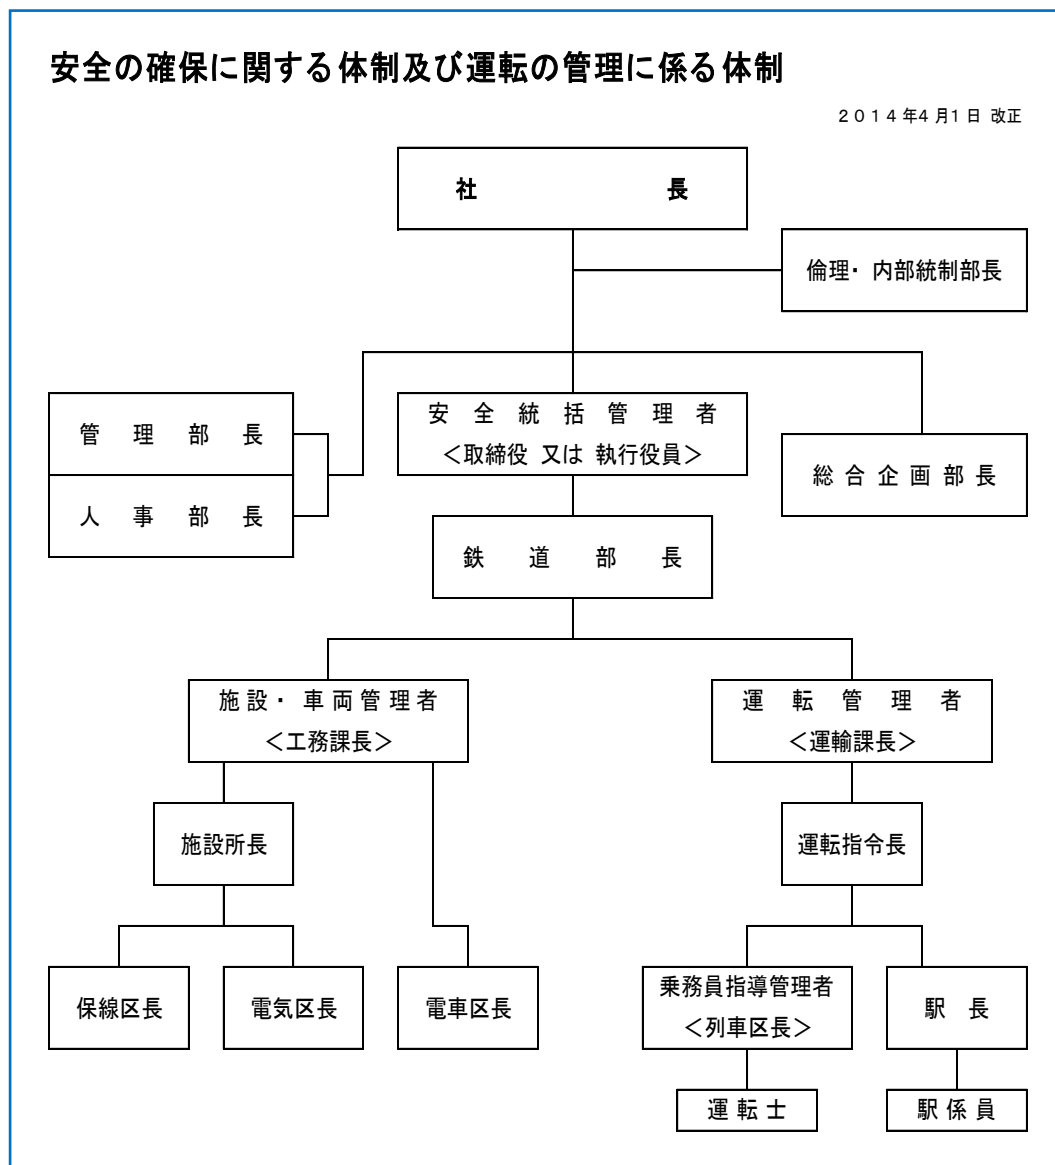 安全の確保に関する体制及び運転の管理に係る体制
２０１４年4月1日 改正
社長
倫理・内部統制部長
管理部長
人事部長
安全統括管理者
＜取締役 又は 執行役員＞
総合企画部長
鉄道部長
施設・車両管理者
＜工務課長＞
運転管理者
＜運輸課長＞
施設所長
運転指令長
保線区長
電気区長
電車区長
乗務員指導管理者
＜列車区長＞
駅長
運転士
駅係員